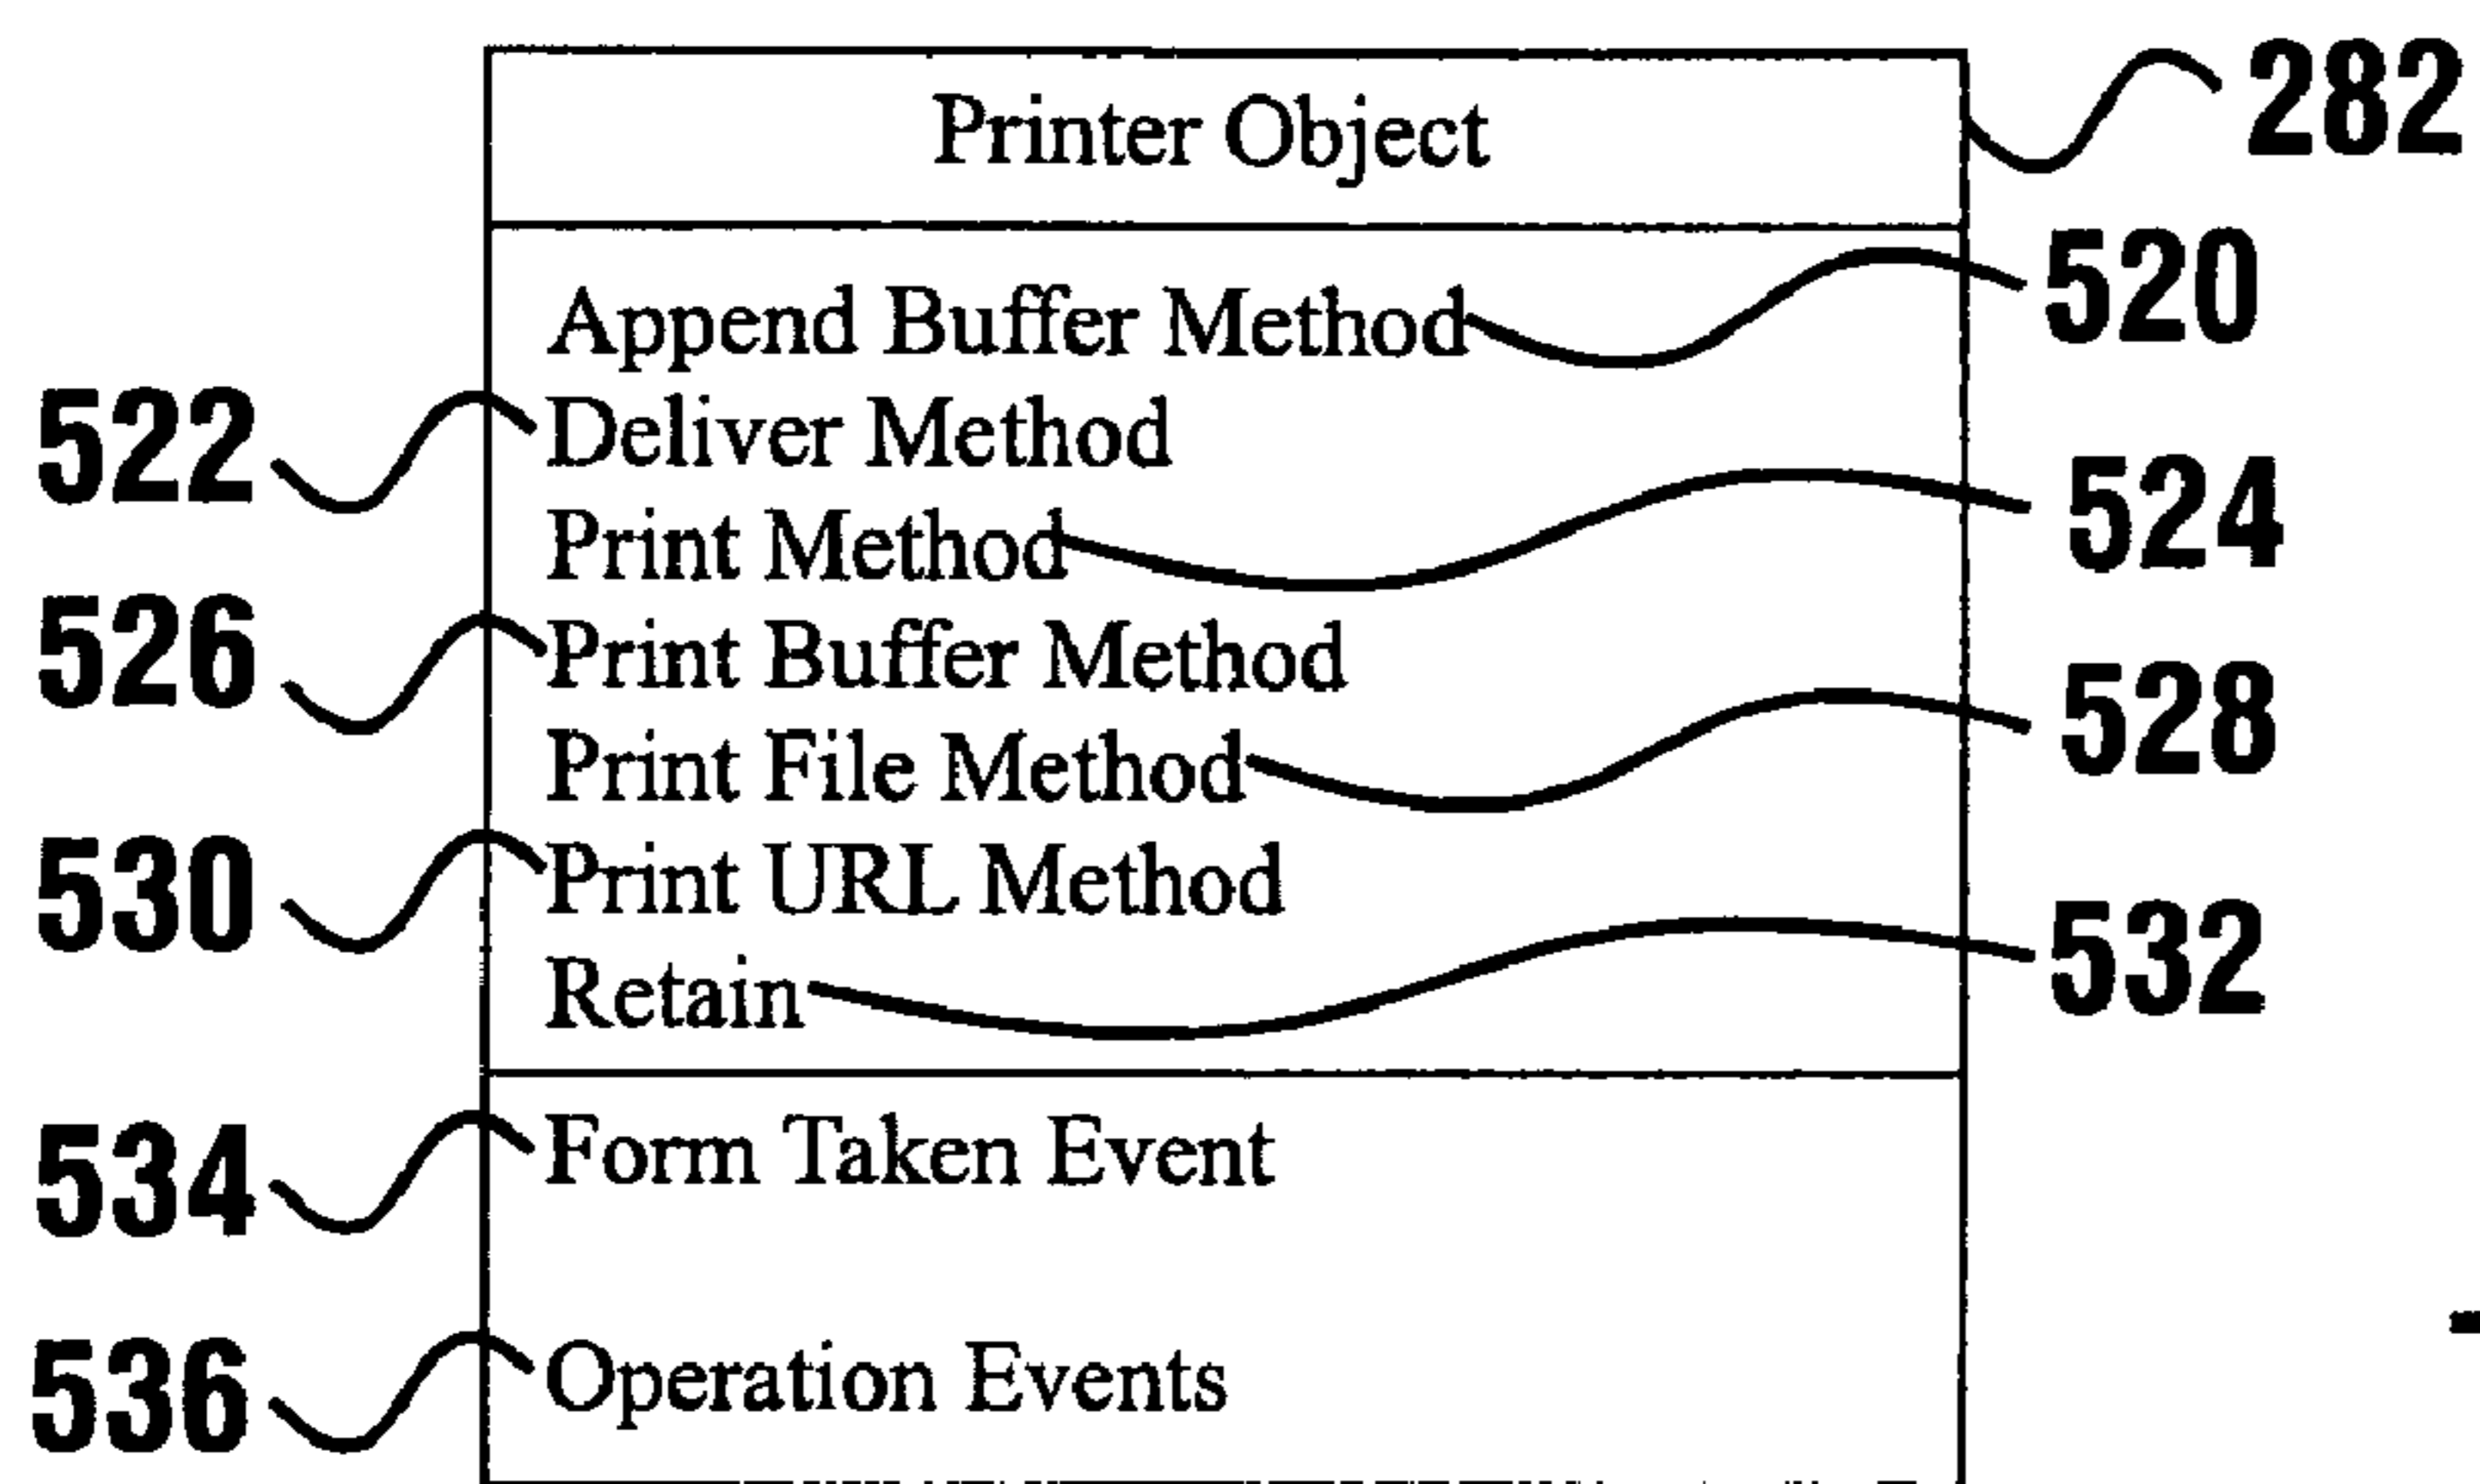 Printer Object 282
520
Append Buffer Method
522 Deliver Method
524
Print Method
526 Print Buffer Method
528
Print File Method
530 Print URL Method
532
Retain
534 Form Taken Event
536 Operation Events